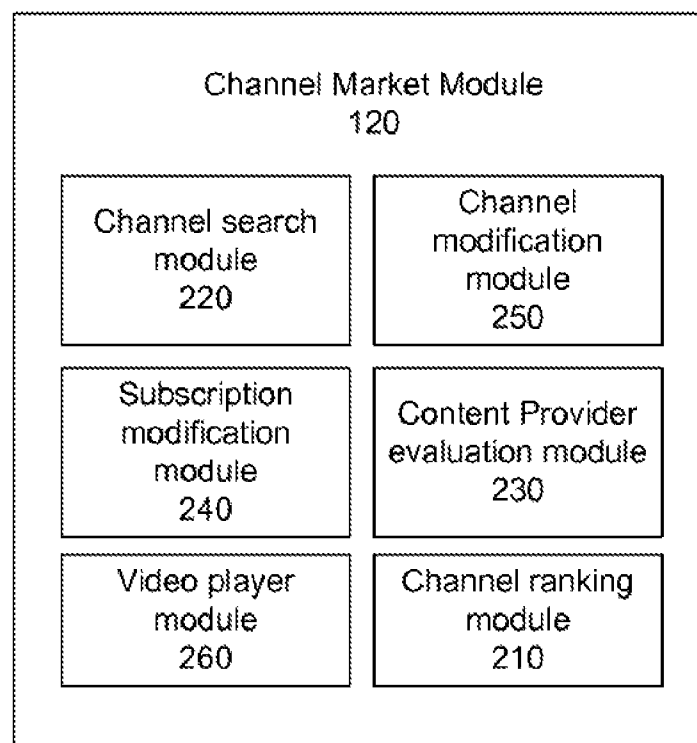 Channel Market Module
120
Channel search
module
220
Channel
modification
module
250
Subscription
modification
module
240
Content Provider
evaluation module
230
Video player
module
260
Channel ranking
module
210